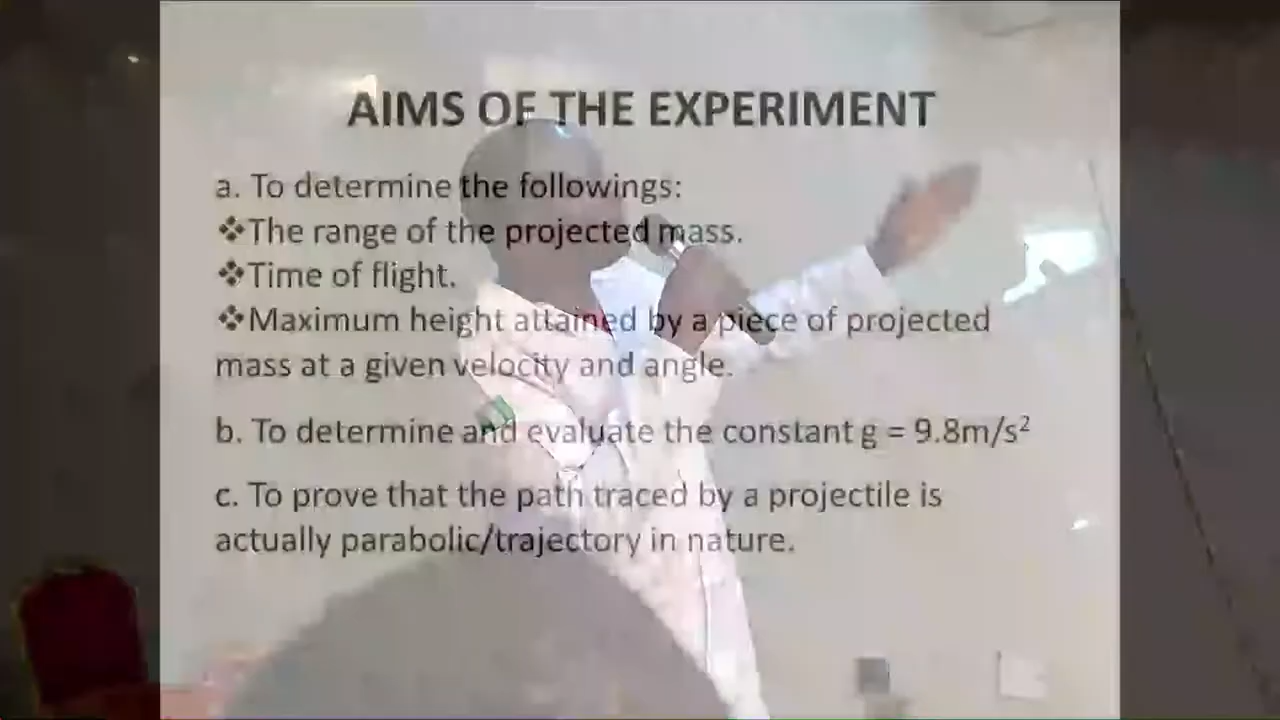 AIMS OF THE EXPERIMENT
a. To determine the followings:
❖The range of the projected mass.
❖Time of flight.
❖Maximum height attained by a piece of projected
mass at a given velocity and angle.
b. To determine and evaluate the constant g = 9.8m/s²
c. To prove that the path traced by a projectile is
actually parabolic/trajectory in nature.